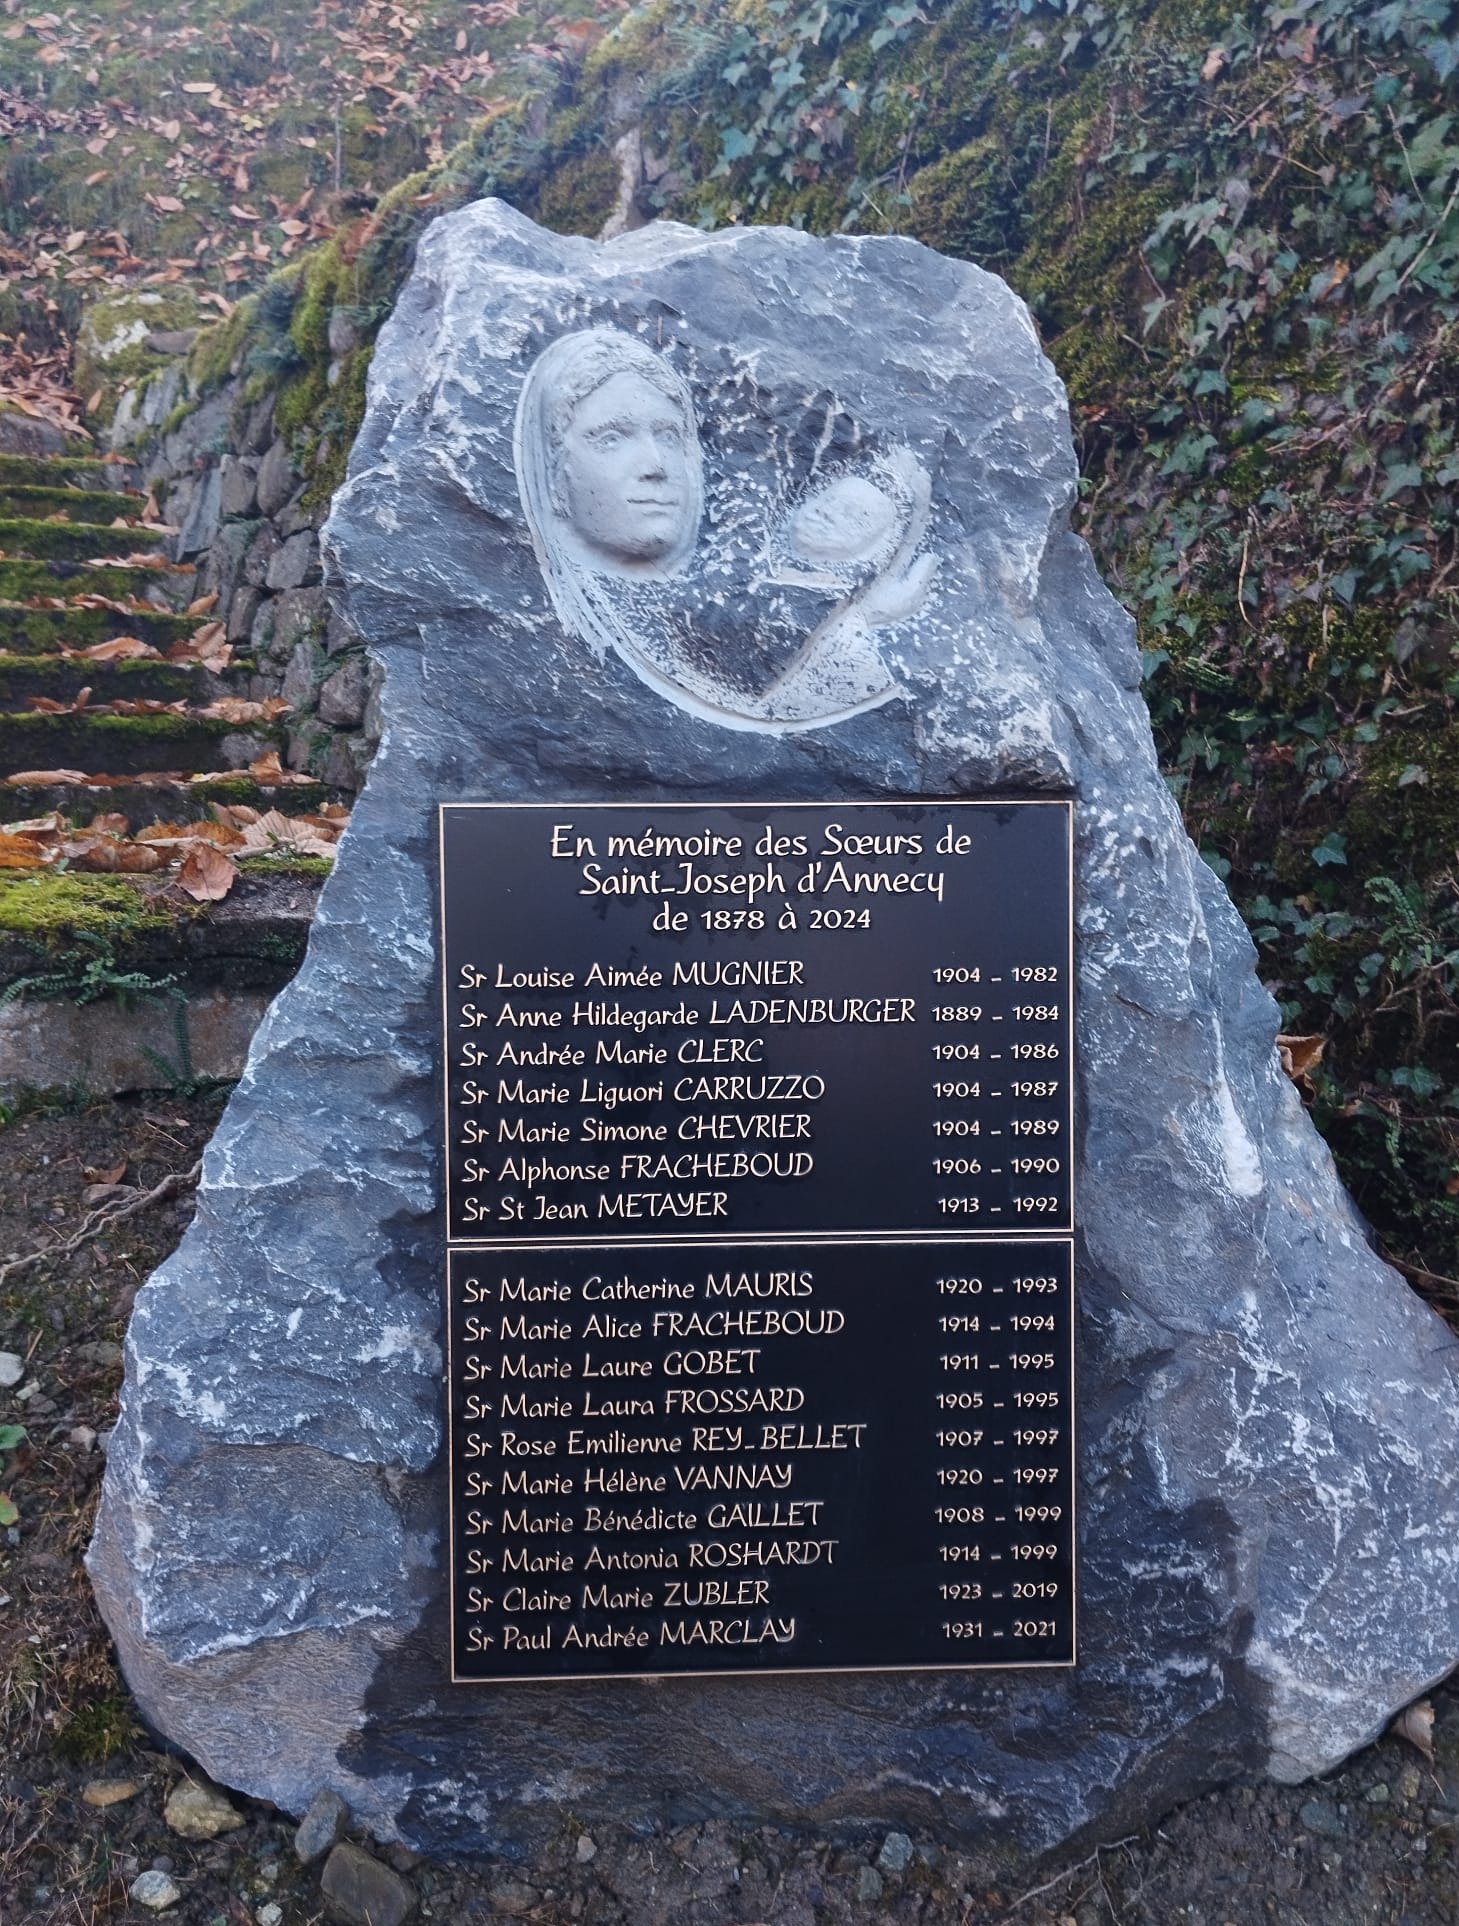 En mémoire des Sœurs de
Saint-Joseph d'Annecy
de 1878 à 2024
Sr Louise Aimée MUGNIER 1904 - 1982
Sr Anne Hildegarde LADENBURGER 1889 - 1984
Sr Andrée Marie CLERC 1904 - 1986
Sr Marie Liguori CARRUZZO 1904 - 1987
Sr Marie Simone CHEVRIER 1904 - 1989
Sr Alphonse FRACHEBOUD 1906 - 1990
Sr St Jean METAYER 1913 - 1992
Sr Marie Catherine MAURIS 1920 - 1993
Sr Marie Alice FRACHEBOUD 1914 - 1994
Sr Marie Laure GOBET 1911 - 1995
Sr Marie Laura FROSSARD 1905 - 1995
Sr Rose Emilienne REY-BELLET 1907 - 1997
Sr Marie Hélène VANNAY 1920 - 1997
Sr Marie Bénédicte GAILLET 1908 - 1999
Sr Marie Antonia ROSHARDT 1914 - 1999
Sr Claire Marie ZUBLER 1923 - 2019
Sr Paul Andrée MARCLAY 1931 - 2021